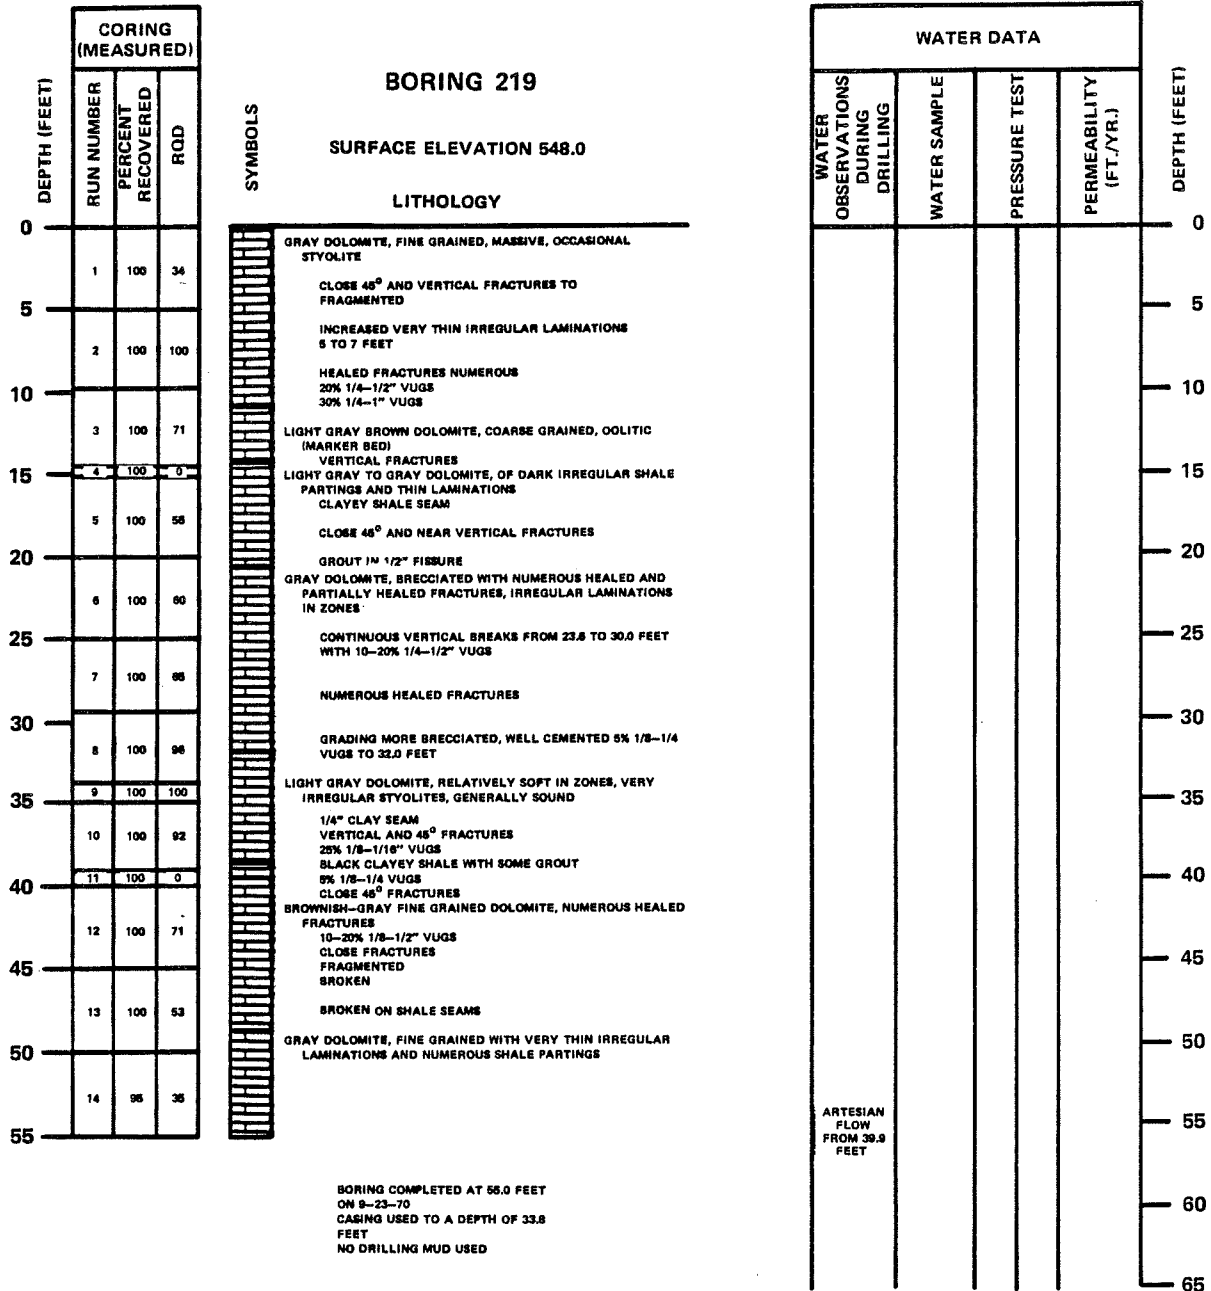 CORING
(MEASURED)
DEPTH (FEET)
RUN NUMBER
PERCENT
RECOVERED
RQD
SYMBOLS
BORING 219
SURFACE ELEVATION 548.0
LITHOLOGY
WATER DATA
WATER
OBSERVATIONS
DURING
DRILLING
WATER SAMPLE
PRESSURE TEST
PERMEABILITY
(FT./YR.)
DEPTH (FEET)
0
5
10
15
20
25
30
35
40
45
50
55
1 100 34
2 100 100
3 100 71
4 100 0
5 100
6 100 60
7 100
8 100
9 100 100
10 100 92
11 100 0
12 100 71
13 100 53
14
GRAY DOLOMITE, FINE GRAINED, MASSIVE, OCCASIONAL
STYOLITE
CLOSE 45° AND VERTICAL FRACTURES TO
FRAGMENTED
INCREASED VERY THIN IRREGULAR LAMINATIONS
5 TO 7 FEET
HEALED FRACTURES NUMEROUS
20% 1/4–1/2" VUGS
30% 1/4–1" VUGS
LIGHT GRAY BROWN DOLOMITE, COARSE GRAINED, OOLITIC
(MARKER BED)
VERTICAL FRACTURES
LIGHT GRAY TO GRAY DOLOMITE, OF DARK IRREGULAR SHALE
PARTINGS AND THIN LAMINATIONS
CLAYEY SHALE SEAM
CLOSE 45° AND NEAR VERTICAL FRACTURES
GROUT IN 1/2" FISSURE
GRAY DOLOMITE, BRECCIATED WITH NUMEROUS HEALED AND
PARTIALLY HEALED FRACTURES, IRREGULAR LAMINATIONS
IN ZONES
CONTINUOUS VERTICAL BREAKS FROM TO 30.0 FEET
WITH 10–20% 1/4–1/2" VUGS
NUMEROUS HEALED FRACTURES
GRADING MORE BRECCIATED, WELL CEMENTED 5% 1/8–1/4
VUGS TO 32.0 FEET
LIGHT GRAY DOLOMITE, RELATIVELY SOFT IN ZONES, VERY
IRREGULAR STYOLITES, GENERALLY SOUND
1/4" CLAY SEAM
VERTICAL AND 45° FRACTURES
25% 1/8–1/16" VUGS
BLACK CLAYEY SHALE WITH SOME GROUT
5% 1/8–1/4 VUGS
CLOSE 45° FRACTURES
BROWNISH–GRAY FINE GRAINED DOLOMITE, NUMEROUS HEALED
FRACTURES
10–20% 1/8–1/2" VUGS
CLOSE FRACTURES
FRAGMENTED
BROKEN
BROKEN ON SHALE SEAMS
GRAY DOLOMITE, FINE GRAINED WITH VERY THIN IRREGULAR
LAMINATIONS AND NUMEROUS SHALE PARTINGS
BORING COMPLETED AT 55.0 FEET
ON 9–23–70
CASING USED TO A DEPTH OF
FEET
NO DRILLING MUD USED
ARTESIAN
FLOW
FROM 39.9
FEET
0
5
10
15
20
25
30
35
40
45
50
55
60
65